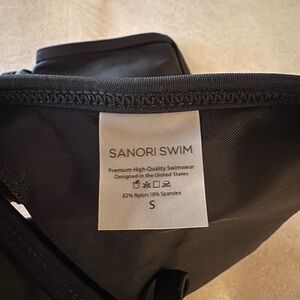 SANORI SWIM
Premium High-Quality Swimwear
Designed in the United States
82% Nylon; 18% Spandex
S